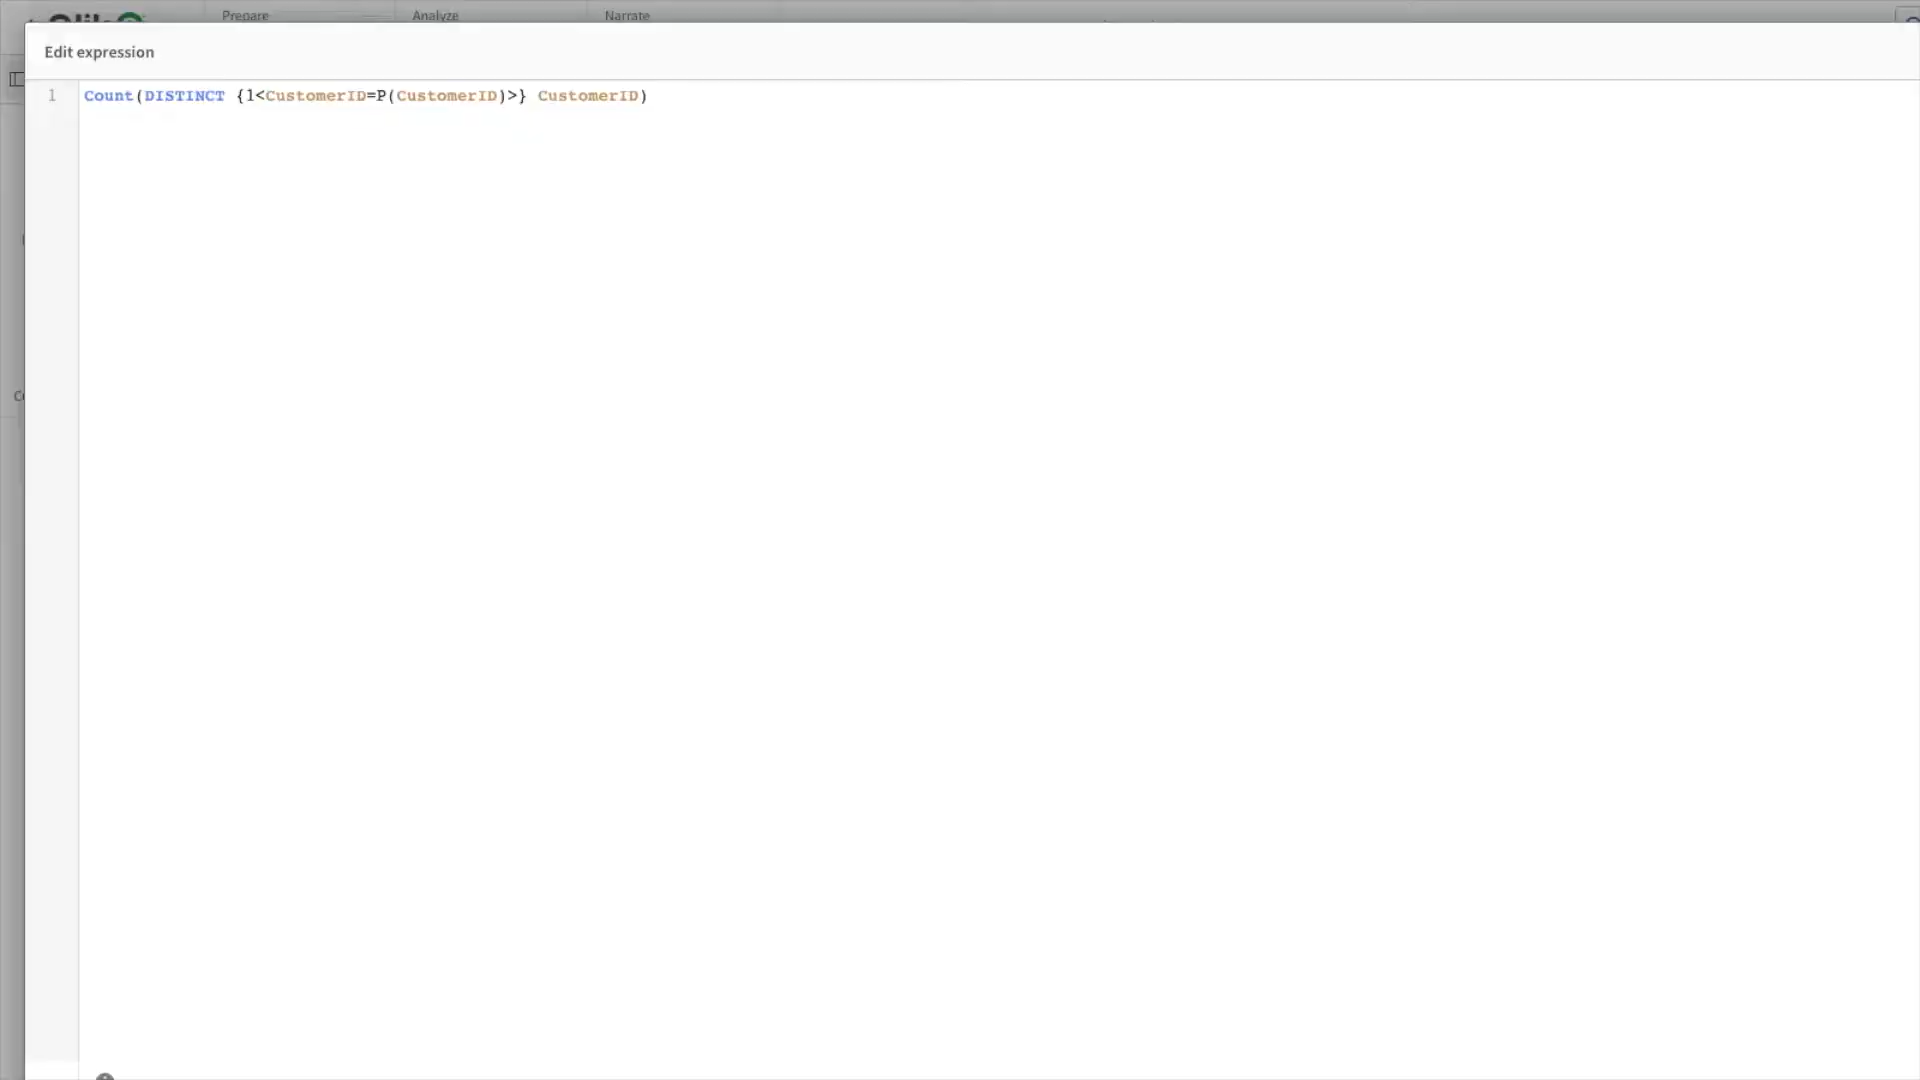 Prepare
Analyze
Narrate
Edit expression
1
Count(DISTINCT {1<CustomerID=P(CustomerID)>} CustomerID)